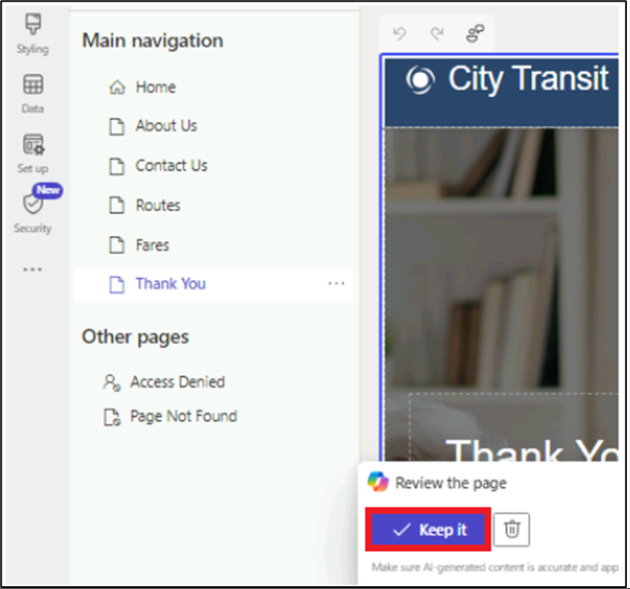 Styling
Data
Set up
New
Security
Main navigation
Home
About Us
Contact Us
Routes
Fares
Thank You
Other pages
Access Denied
Page Not Found
City Transit
Thank Yo
Review the page
Keep it
Make sure AI-generated content is accurate and app